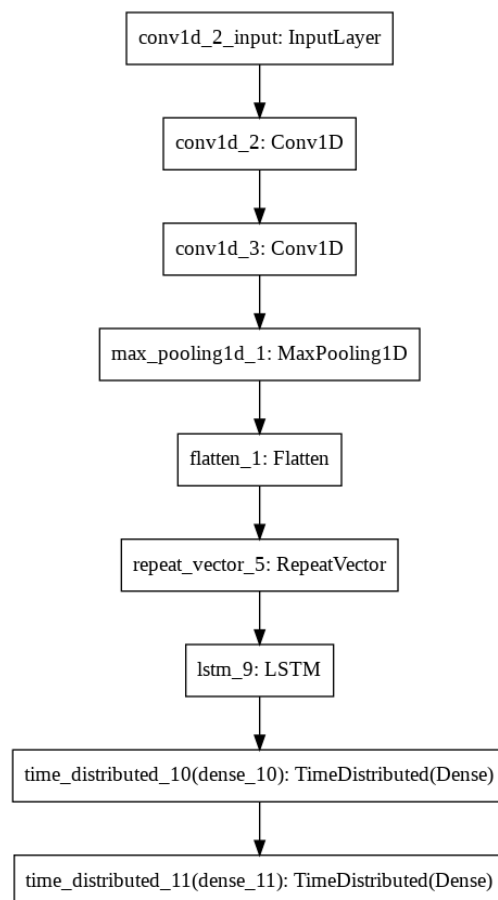 conv1d_2_input: InputLayer
conv1d_2: Conv1D
conv1d_3: Conv1D
max_pooling1d_1: MaxPooling1D
flatten_1: Flatten
repeat_vector_5: RepeatVector
lstm_9: LSTM
time_distributed_10(dense_10): TimeDistributed(Dense)
time_distributed_11(dense_11): TimeDistributed(Dense)